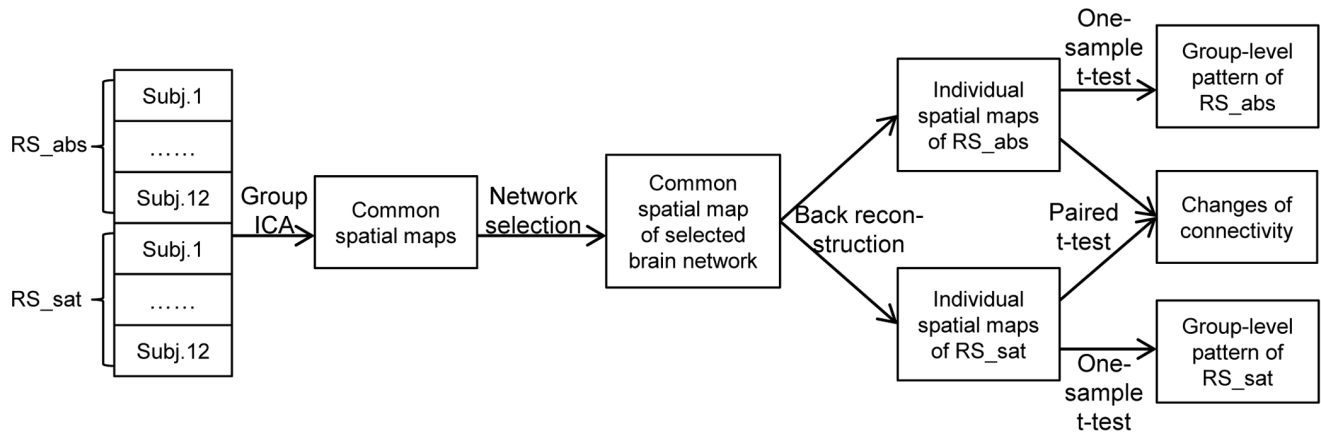 RS_abs
Subj.1
……
Subj.12
RS_sat
Subj.1
……
Subj.12
Group
ICA
Common
spatial maps
Network
selection
Common
spatial map
of selected
brain network
Back recon-
struction
Individual
spatial maps
of RS_abs
Individual
spatial maps
of RS_sat
One-
sample
t-test
Paired
t-test
One-
sample
t-test
Group-level
pattern of
RS_abs
Changes of
connectivity
Group-level
pattern of
RS_sat